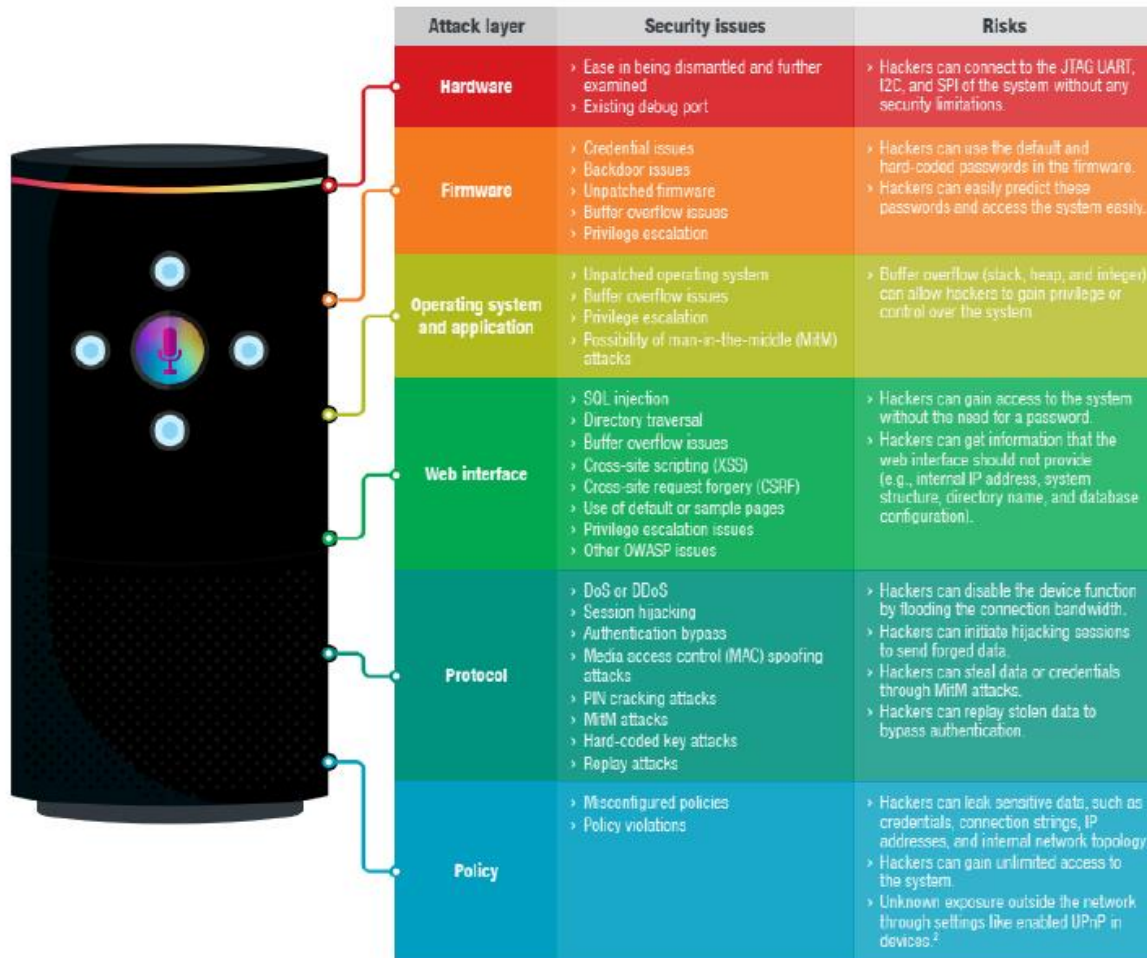 Attack layer Security issues Risks
Hardware
› Ease in being dismantled and further
examined
› Existing debug port
› Hackers can connect to the JTAG UART,
I2C, and SPI of the system without any
security limitations.
Firmware
› Credential issues
› Backdoor issues
› Unpatched firmware
› Buffer overflow issues
› Privilege escalation
› Hackers can use the default and
hard-coded passwords in the firmware.
› Hackers can easily predict these
passwords and access the system easily.
Operating system
and application
› Unpatched operating system
› Buffer overflow issues
› Privilege escalation
› Possibility of man-in-the-middle (MitM)
attacks
› Buffer overflow (stack, heap, and integer)
can allow hackers to gain privilege or
control over the system
Web interface
› SQL injection
› Directory traversal
› Buffer overflow issues
› Cross-site scripting (XSS)
› Cross-site request forgery (CSRF)
› Use of default or sample pages
› Privilege escalation issues
› Other OWASP issues
› Hackers can gain access to the system
without the need for a password.
› Hackers can get information that the
web interface should not provide
(e.g., internal IP address, system
structure, directory name, and database
configuration).
Protocol
› DoS or DDoS
› Session hijacking
› Authentication bypass
› Media access control (MAC) spoofing
attacks
› PIN cracking attacks
› MitM attacks
› Hard-coded key attacks
› Replay attacks
› Hackers can disable the device function
by flooding the connection bandwidth.
› Hackers can initiate hijacking sessions
to send forged data.
› Hackers can steal data or credentials
through MitM attacks.
› Hackers can replay stolen data to
bypass authentication.
Policy
› Misconfigured policies
› Policy violations
› Hackers can leak sensitive data, such as
credentials, connection strings, IP
addresses, and internal network topology
› Hackers can gain unlimited access to
the system.
› Unknown exposure outside the network
through settings like enabled UPnP in
devices.²